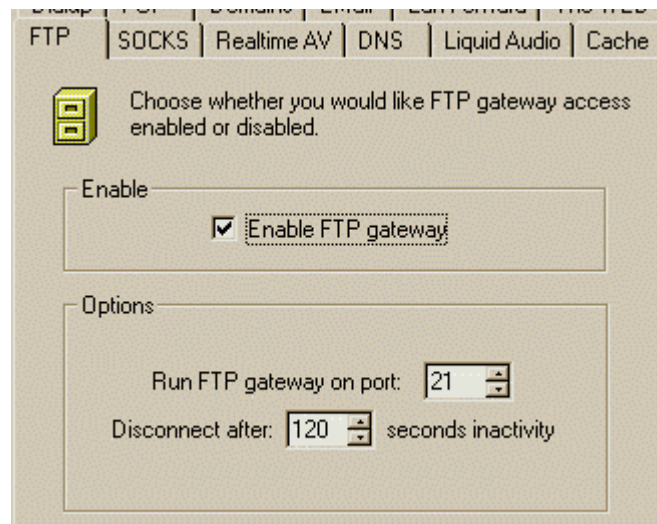 FTP SOCKS Realtime AV DNS Liquid Audio Cache
Choose whether you would like FTP gateway access
enabled or disabled.
Enable
Enable FTP gateway
Options
Run FTP gateway on port: 21
Disconnect after: 120 seconds inactivity